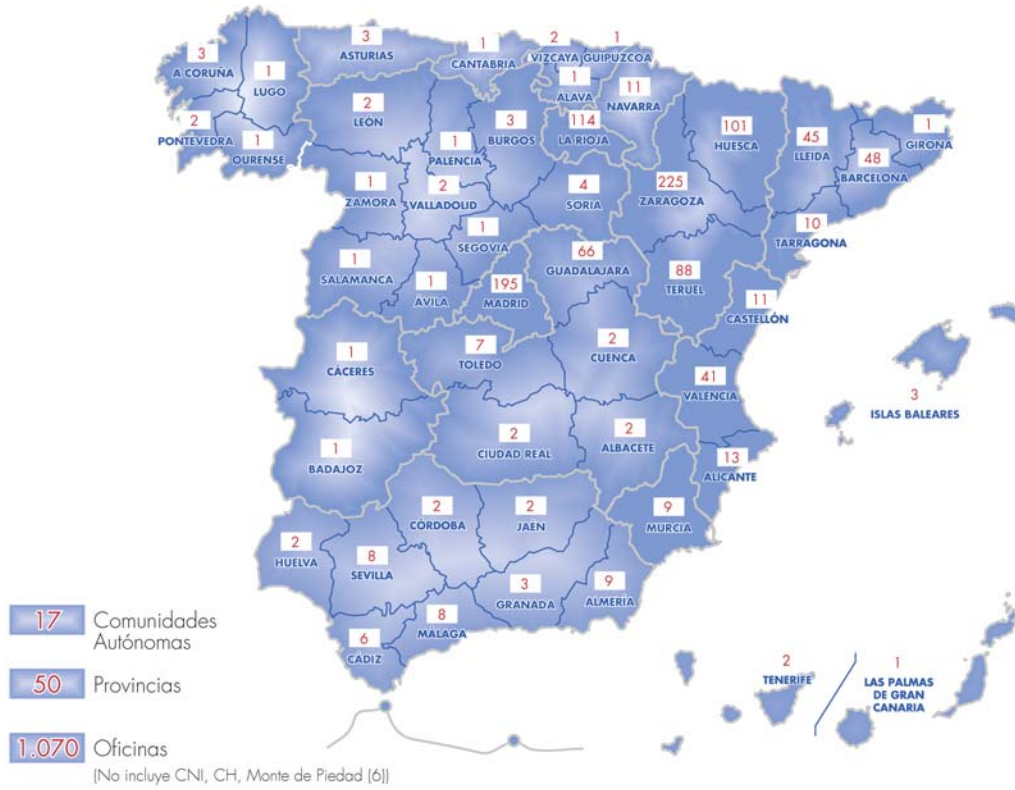 3
A CORUÑA
1
LUGO
3
ASTURIAS
1
CANTABRIA
2
VIZCAYA
1
GUIPÚZCOA
1
ALAVA
11
NAVARRA
2
PONTEVEDRA
1
OURENSE
2
LEÓN
1
PALENCIA
3
BURGOS
114
LA RIOJA
101
HUESCA
45
LLEIDA
48
BARCELONA
1
GIRONA
1
ZAMORA
2
VALLADOLID
4
SORIA
225
ZARAGOZA
10
TARRAGONA
1
SEGOVIA
1
SALAMANCA
1
ÁVILA
195
MADRID
66
GUADALAJARA
88
TERUEL
11
CASTELLÓN
1
CÁCERES
7
TOLEDO
2
CUENCA
41
VALENCIA
3
ISLAS BALEARES
1
BADAJOZ
2
CIUDAD REAL
2
ALBACETE
13
ALICANTE
2
HUELVA
8
SEVILLA
2
CÓRDOBA
2
JAÉN
9
MURCIA
6
CÁDIZ
8
MALAGA
3
GRANADA
9
ALMERÍA
2
TENERIFE
1
LAS PALMAS
DE GRAN
CANARIA
17 Comunidades
Autónomas
50 Provincias
1.070 Oficinas
(No incluye CNI, CH, Monte de Piedad (6))